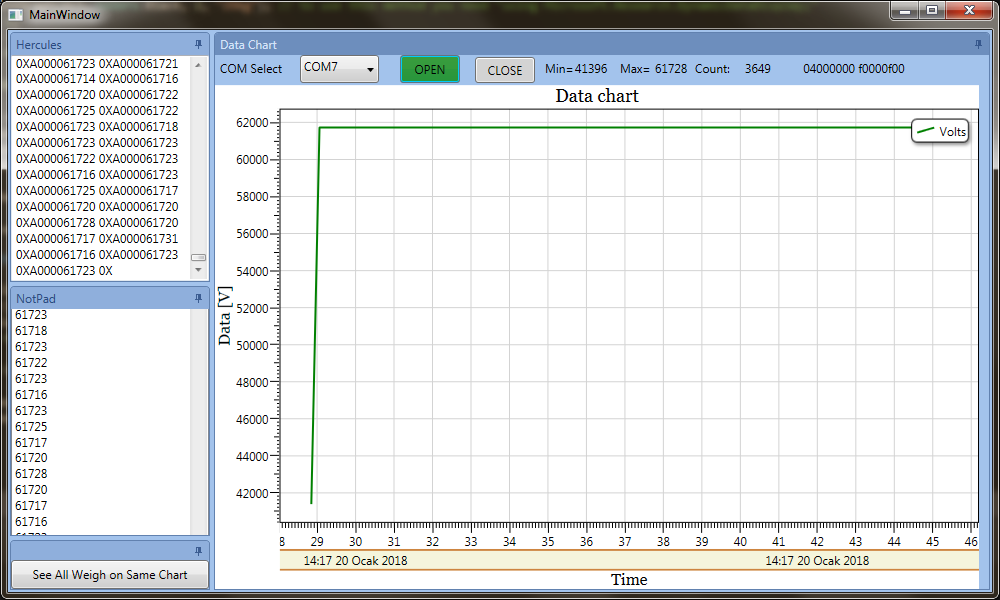 MainWindow
Hercules
0XA000061723 0XA000061721
0XA000061714 0XA000061716
0XA000061720 0XA000061722
0XA000061725 0XA000061722
0XA000061723 0XA000061718
0XA000061723 0XA000061723
0XA000061722 0XA000061723
0XA000061716 0XA000061723
0XA000061725 0XA000061717
0XA000061720 0XA000061720
0XA000061728 0XA000061720
0XA000061717 0XA000061731
0XA000061716 0XA000061723
0XA000061723 0X
NotPad
61723
61718
61723
61722
61723
61716
61723
61725
61717
61720
61728
61720
61717
61716
See All Weigh on Same Chart
Data Chart
COM Select COM7 OPEN CLOSE Min= 41396 Max= 61728 Count: 3649 04000000 f0000f00
Data chart
Volts
Data [V]
62000
60000
58000
56000
54000
52000
50000
48000
46000
44000
42000
8 29 30 31 32 33 34 35 36 37 38 39 40 41 42 43 44 45 46
14:17 20 Ocak 2018 14:17 20 Ocak 2018
Time